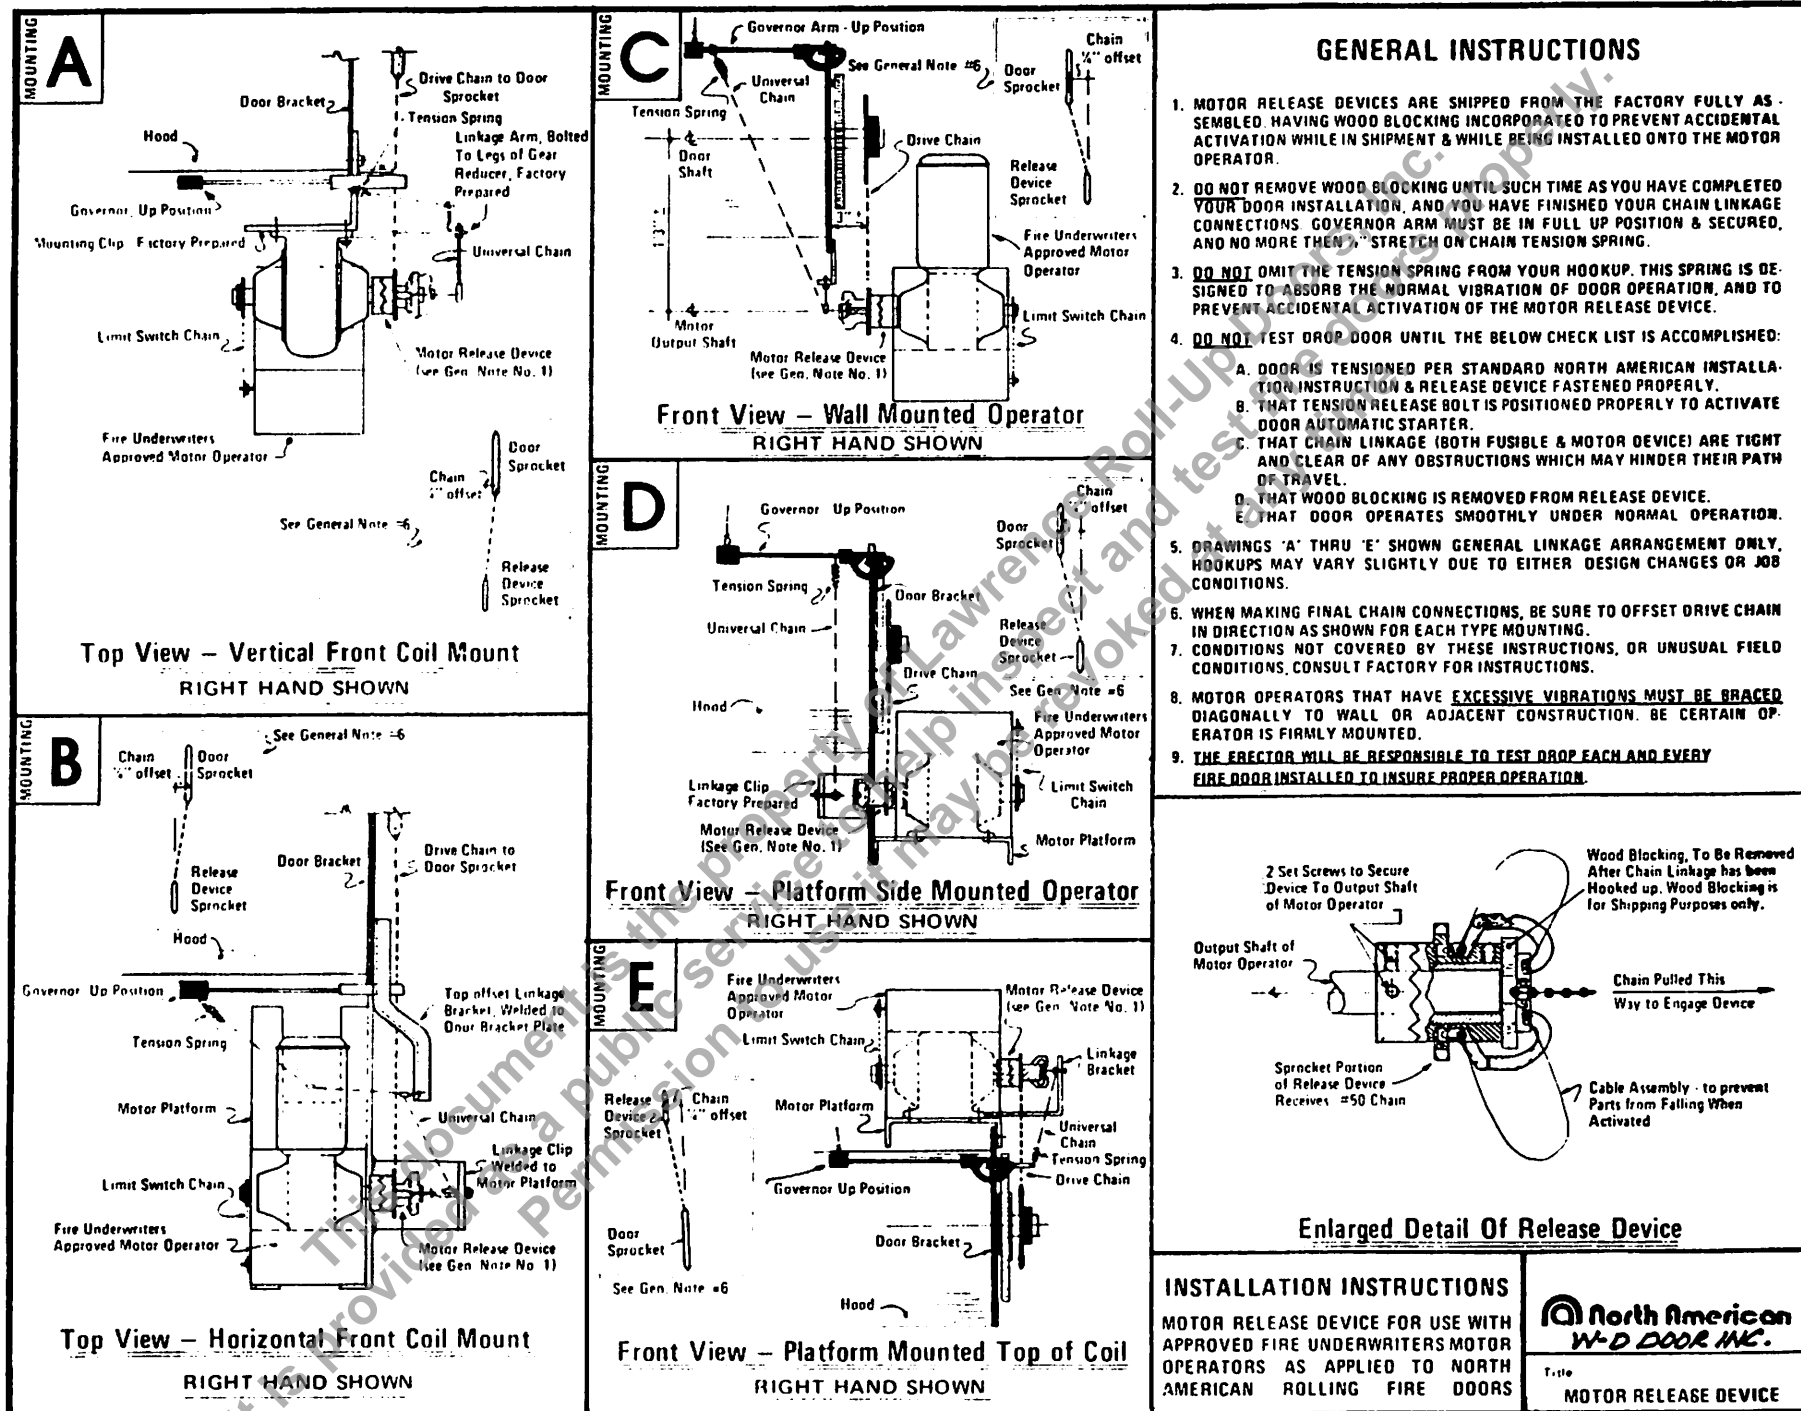 MOUNTING
A
Door Bracket
Drive Chain to Door
Sprocket
Tension Spring
Linkage Arm, Bolted
To Legs of Gear
Reducer, Factory
Prepared
Hood
Governor, Up Position
Mounting Clip - Factory Prepared
Universal Chain
Limit Switch Chain
Motor Release Device
(see Gen. Note No. 1)
Fire Underwriters
Approved Motor Operator
Door
Sprocket
Chain
offset
See General Note #6
Release
Device
Sprocket
Top View – Vertical Front Coil Mount
RIGHT HAND SHOWN
MOUNTING
B
See General Note #6
Chain
offset
Door
Sprocket
Release
Device
Sprocket
Door Bracket
Drive Chain to
Door Sprocket
Hood
Governor Up Position
Tension Spring
Top offset Linkage
Bracket, Welded to
Door Bracket Plate
Motor Platform
Universal Chain
Linkage Clip
Welded to
Motor Platform
Limit Switch Chain
Fire Underwriters
Approved Motor Operator
Motor Release Device
(see Gen. Note No. 1)
Top View – Horizontal Front Coil Mount
RIGHT HAND SHOWN
MOUNTING
C
Governor Arm - Up Position
See General Note #6
Universal
Chain
Tension Spring
Chain
¼" offset
Door
Sprocket
Door
Shaft
Drive Chain
Release
Device
Sprocket
Fire Underwriters
Approved Motor
Operator
Motor
Output Shaft
Limit Switch Chain
Motor Release Device
(see Gen. Note No. 1)
Front View – Wall Mounted Operator
RIGHT HAND SHOWN
MOUNTING
D
Governor Up Position
Chain
offset
Door
Sprocket
Tension Spring
Door Bracket
Universal Chain
Release
Device
Sprocket
Drive Chain
See Gen. Note #6
Hood
Fire Underwriters
Approved Motor
Operator
Linkage Clip
Factory Prepared
Limit Switch
Chain
Motor Release Device
(See Gen. Note No. 1)
Motor Platform
Front View – Platform Side Mounted Operator
RIGHT HAND SHOWN
MOUNTING
E
Fire Underwriters
Approved Motor
Operator
Motor Release Device
(see Gen. Note No. 1)
Limit Switch Chain
Linkage
Bracket
Release
Device
Sprocket
Chain
offset
Motor Platform
Universal
Chain
Tension Spring
Drive Chain
Governor Up Position
Door
Sprocket
Door Bracket
See Gen. Note #6
Hood
Front View – Platform Mounted Top of Coil
RIGHT HAND SHOWN
GENERAL INSTRUCTIONS
1. MOTOR RELEASE DEVICES ARE SHIPPED FROM THE FACTORY FULLY AS-
SEMBLED. HAVING WOOD BLOCKING INCORPORATED TO PREVENT ACCIDENTAL
ACTIVATION WHILE IN SHIPMENT & WHILE BEING INSTALLED ONTO THE MOTOR
OPERATOR.
2. DO NOT REMOVE WOOD BLOCKING UNTIL SUCH TIME AS YOU HAVE COMPLETED
YOUR DOOR INSTALLATION, AND YOU HAVE FINISHED YOUR CHAIN LINKAGE
CONNECTIONS. GOVERNOR ARM MUST BE IN FULL UP POSITION & SECURED,
AND NO MORE THEN STRETCH ON CHAIN TENSION SPRING.
3. DO NOT OMIT THE TENSION SPRING FROM YOUR HOOKUP. THIS SPRING IS DE-
SIGNED TO ABSORB THE NORMAL VIBRATION OF DOOR OPERATION, AND TO
PREVENT ACCIDENTAL ACTIVATION OF THE MOTOR RELEASE DEVICE.
4. DO NOT TEST DROP DOOR UNTIL THE BELOW CHECK LIST IS ACCOMPLISHED:
A. DOOR IS TENSIONED PER STANDARD NORTH AMERICAN INSTALLA-
TION INSTRUCTION & RELEASE DEVICE FASTENED PROPERLY.
B. THAT TENSION RELEASE BOLT IS POSITIONED PROPERLY TO ACTIVATE
DOOR AUTOMATIC STARTER.
C. THAT CHAIN LINKAGE (BOTH FUSIBLE & MOTOR DEVICE) ARE TIGHT
AND CLEAR OF ANY OBSTRUCTIONS WHICH MAY HINDER THEIR PATH
OF TRAVEL.
D. THAT WOOD BLOCKING IS REMOVED FROM RELEASE DEVICE.
E. THAT DOOR OPERATES SMOOTHLY UNDER NORMAL OPERATION.
5. DRAWINGS 'A' THRU 'E' SHOWN GENERAL LINKAGE ARRANGEMENT ONLY,
HOOKUPS MAY VARY SLIGHTLY DUE TO EITHER DESIGN CHANGES OR JOB
CONDITIONS.
6. WHEN MAKING FINAL CHAIN CONNECTIONS, BE SURE TO OFFSET DRIVE CHAIN
IN DIRECTION AS SHOWN FOR EACH TYPE MOUNTING.
7. CONDITIONS NOT COVERED BY THESE INSTRUCTIONS, OR UNUSUAL FIELD
CONDITIONS, CONSULT FACTORY FOR INSTRUCTIONS.
8. MOTOR OPERATORS THAT HAVE EXCESSIVE VIBRATIONS MUST BE BRACED
DIAGONALLY TO WALL OR ADJACENT CONSTRUCTION. BE CERTAIN OP-
ERATOR IS FIRMLY MOUNTED.
9. THE ERECTOR WILL BE RESPONSIBLE TO TEST DROP EACH AND EVERY
FIRE DOOR INSTALLED TO INSURE PROPER OPERATION.
2 Set Screws to Secure
Device To Output Shaft
of Motor Operator
Wood Blocking, To Be Removed
After Chain Linkage has been
Hooked up. Wood Blocking is
for Shipping Purposes only.
Output Shaft of
Motor Operator
Chain Pulled This
Way to Engage Device
Sprocket Portion
of Release Device
Receives #50 Chain
Cable Assembly - to prevent
Parts from Falling When
Activated
Enlarged Detail Of Release Device
INSTALLATION INSTRUCTIONS
MOTOR RELEASE DEVICE FOR USE WITH
APPROVED FIRE UNDERWRITERS MOTOR
OPERATORS AS APPLIED TO NORTH
AMERICAN ROLLING FIRE DOORS
North American
W-D DOOR INC.
Title
MOTOR RELEASE DEVICE
This document is the property of Lawrence Roll-Up Doors, Inc.
It is provided as a public service to help inspect and test fire doors properly.
Permission to use it may be revoked at any time.